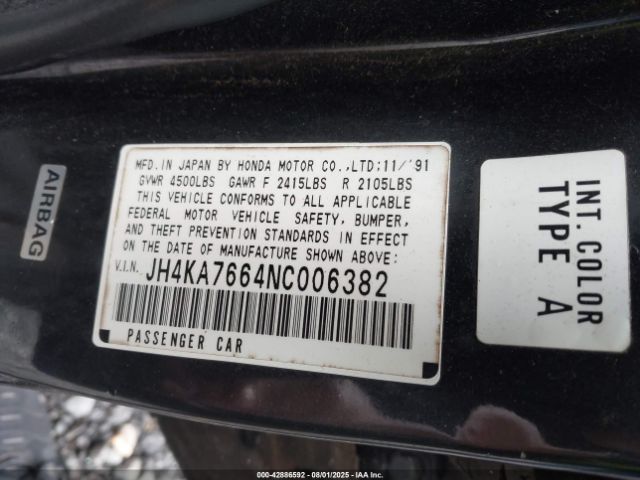 AIRBAG
MFD. IN JAPAN BY HONDA MOTOR CO.,LTD;11/'91
GVWR 4500LBS GAWR F 2415LBS R 2105LBS
THIS VEHICLE CONFORMS TO ALL APPLICABLE
FEDERAL MOTOR VEHICLE SAFETY, BUMPER,
AND THEFT PREVENTION STANDARDS IN EFFECT
ON THE DATE OF MANUFACTURE SHOWN ABOVE:
V.I.N. JH4KA7664NC006382
PASSENGER CAR
INT.COLOR
TYPE A
000-42886592 - 08/01/2025 - IAA Inc.